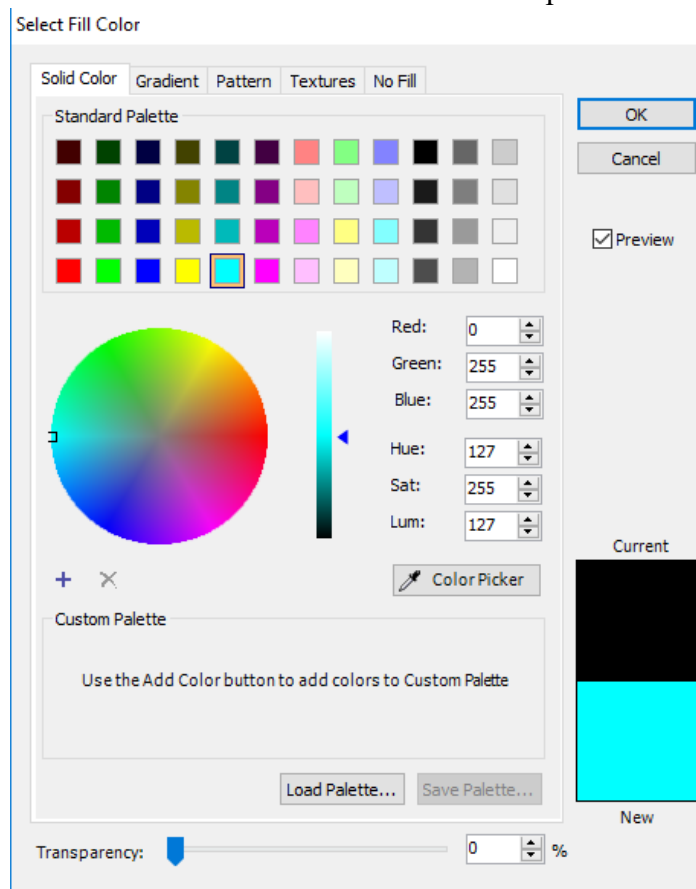 Select Fill Color
Solid Color Gradient Pattern Textures No Fill
Standard Palette
OK
Cancel
Preview
Red: 0
Green: 255
Blue: 255
Hue: 127
Sat: 255
Lum: 127
Color Picker
Current
Custom Palette
Use the Add Color button to add colors to Custom Palette
Load Palette... Save Palette...
New
Transparency: 0 %